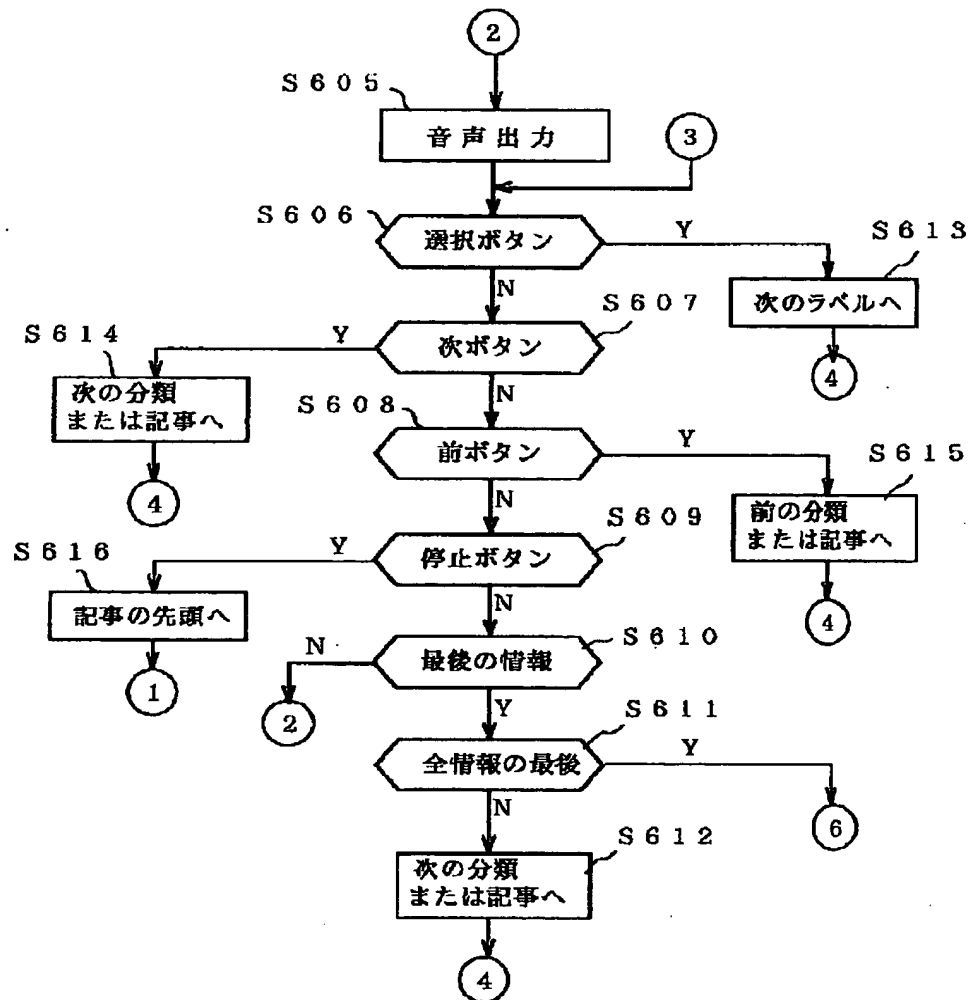 ②
S605
音声出力
③
S606
選択ボタン
Y
S613
次のラベルへ
④
N
S607
次ボタン
Y
S614
次の分類
または記事へ
④
N
S608
前ボタン
Y
S615
前の分類
または記事へ
④
N
S609
停止ボタン
Y
S616
記事の先頭へ
①
N
S610
最後の情報
N
②
Y
S611
全情報の最後
Y
⑥
N
S612
次の分類
または記事へ
④